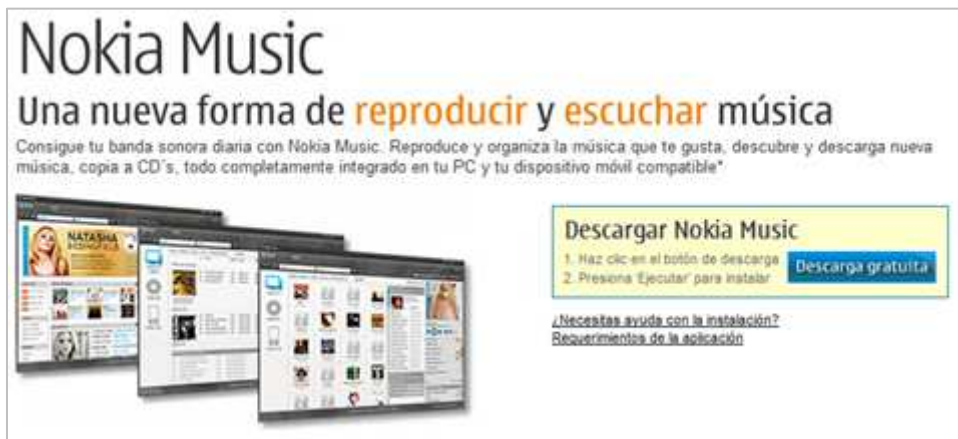 Nokia Music
Una nueva forma de reproducir y escuchar música
Consigue tu banda sonora diaria con Nokia Music. Reproduce y organiza la música que te gusta, descubre y descarga nueva
música, copia a CD´s, todo completamente integrado en tu PC y tu dispositivo móvil compatible*
NATASHA
BEDINGFIELD
Descargar Nokia Music
1. Haz clic en el botón de descarga
2. Presiona 'Ejecutar' para instalar
Descarga gratuita
¿Necesitas ayuda con la instalación?
Requerimientos de la aplicación